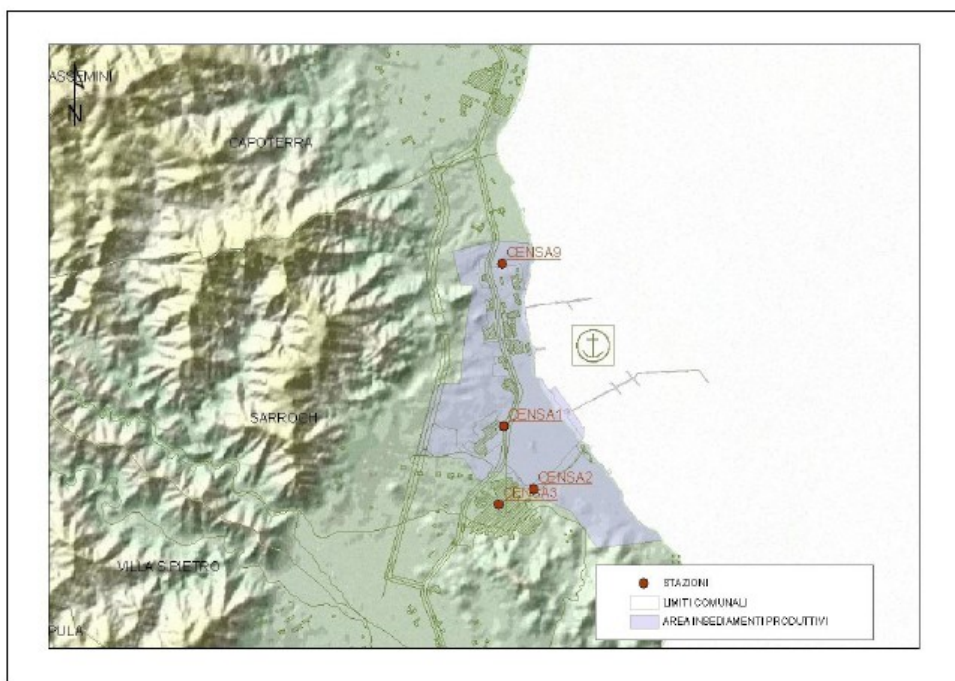 ASSEMINI
N
CAPOTERRA
CENSA9
SARROCH
CENSA1
CENSA2
CENSA3
VILLA S.PIETRO
PULA
STAZIONI
LIMITI COMUNALI
AREA INSEDIAMENTI PRODUTTIVI